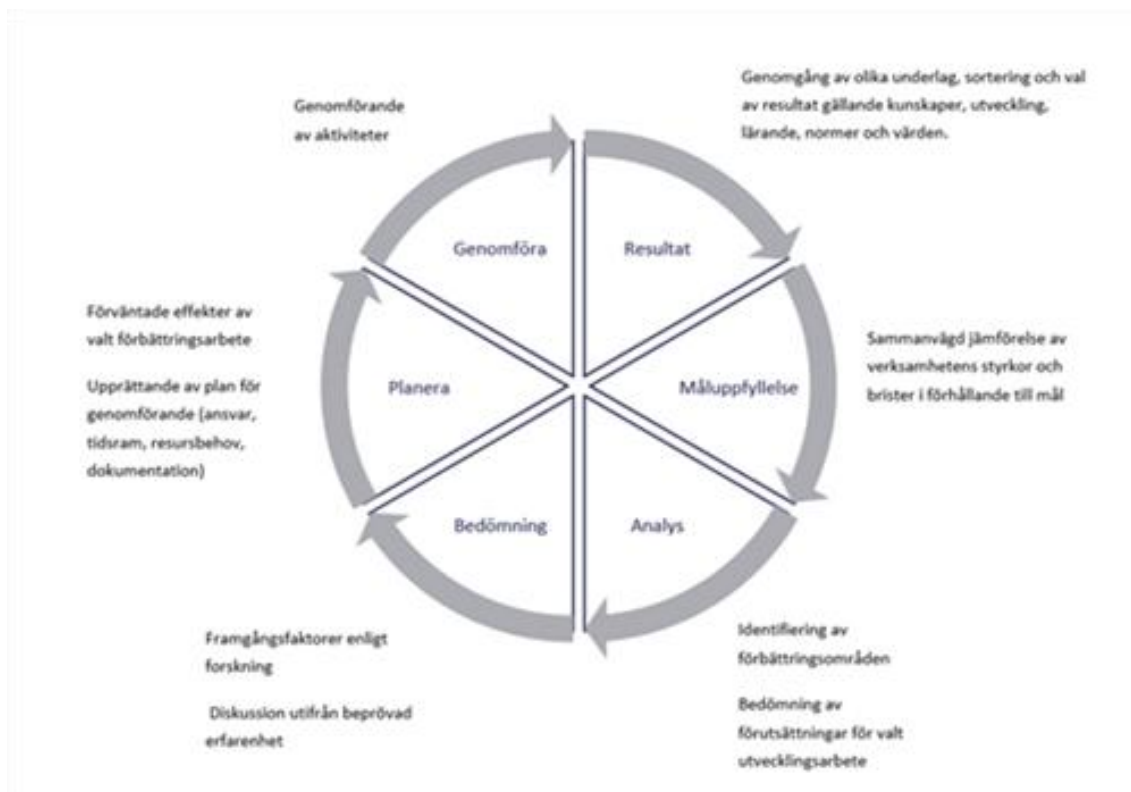 Genomförande
av aktiviteter
Genomgång av olika underlag, sortering och val
av resultat gällande kunskaper, utveckling,
lärande, normer och värden.
Genomföra
Resultat
Förväntade effekter av
valt förbättringsarbete
Upprättande av plan för
genomförande (ansvar,
tidsram, resursbehov,
dokumentation)
Planera
Måluppfyllelse
Sammanvägd jämförelse av
verksamhetens styrkor och
brister i förhållande till mål
Bedömning
Analys
Framgångsfaktorer enligt
forskning
Diskussion utifrån beprövad
erfarenhet
Identifiering av
förbättringsområden
Bedömning av
förutsättningar för valt
utvecklingsarbete